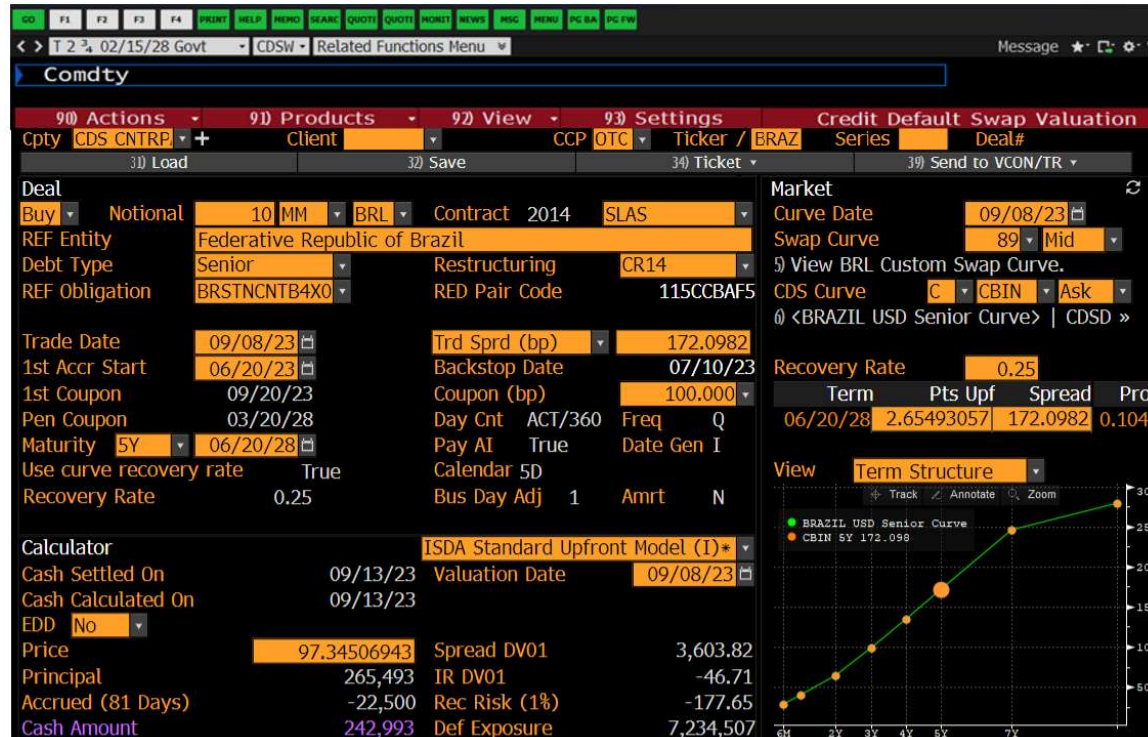 GO F1 F2 F3 F4 PRINT HELP MEMO SEARC QUOTI QUOTI MONIT NEWS MSG MENU PG BA PG FW
< > T 2 ¾ 02/15/28 Govt CDSW Related Functions Menu Message
Comdty
90) Actions 91) Products 92) View 93) Settings Credit Default Swap Valuation
Cpty CDS CNTRP + Client CCP OTC Ticker / BRAZ Series Deal#
31) Load 32) Save 34) Ticket 39) Send to VCON/TR
Deal
Buy Notional 10 MM BRL Contract 2014 SLAS
REF Entity Federative Republic of Brazil
Debt Type Senior Restructuring CR14
REF Obligation BRSTNCNTB4X0 RED Pair Code 115CCBAF5
Trade Date 09/08/23 Trd Sprd (bp) 172.0982
1st Accr Start 06/20/23 Backstop Date 07/10/23
1st Coupon 09/20/23 Coupon (bp) 100.000
Pen Coupon 03/20/28 Day Cnt ACT/360 Freq Q
Maturity 5Y 06/20/28 Pay AI True Date Gen I
Use curve recovery rate True Calendar 5D
Recovery Rate 0.25 Bus Day Adj 1 Amrt N
Market
Curve Date 09/08/23
Swap Curve 89 Mid
5) View BRL Custom Swap Curve.
CDS Curve C CBIN Ask
6) <BRAZIL USD Senior Curve> | CDSD »
Recovery Rate 0.25
Term Pts Upf Spread Pro
06/20/28 2.65493057 172.0982 0.104
View Term Structure
Track Annotate Zoom
BRAZIL USD Senior Curve
CBIN 5Y 172.098
30
25
20
15
10
50
6M 2Y 3Y 4Y 5Y 7Y
Calculator ISDA Standard Upfront Model (I)*
Cash Settled On 09/13/23 Valuation Date 09/08/23
Cash Calculated On 09/13/23
EDD No
Price 97.34506943 Spread DV01 3,603.82
Principal 265,493 IR DV01 -46.71
Accrued (81 Days) -22,500 Rec Risk (1%) -177.65
Cash Amount 242,993 Def Exposure 7,234,507